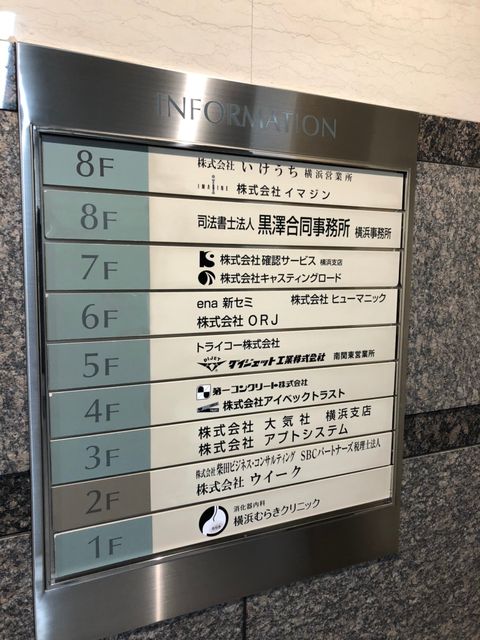 INFORMATION
8F
株式会社 いけうち 横浜営業所
IMAGINE 株式会社 イマジン
8F
司法書士法人 黒澤合同事務所 横浜事務所
7F
株式会社 確認サービス 横浜支店
株式会社キャスティングロード
6F
ena 新セミ 株式会社 ヒューマニック
株式会社 ORJ
5F
トライコー株式会社
DIJET ダイジェット工業株式会社 南関東営業所
4F
第一コンクリート株式会社
株式会社アイベックトラスト
3F
株式会社 大気社 横浜支店
株式会社 アプトシステム
2F
株式会社 柴田ビジネス・コンサルティング SBCパートナーズ税理士法人
株式会社 ウイーク
1F
消化器内科
横浜むらきクリニック